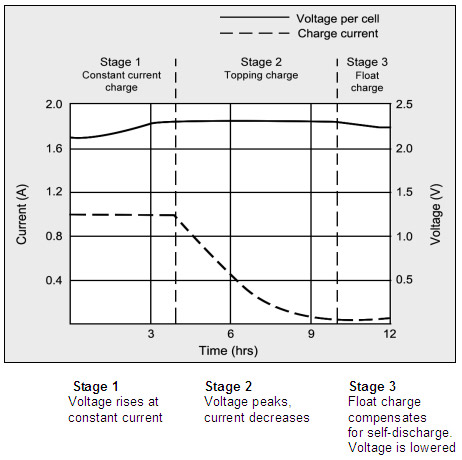 Voltage per cell
Charge current
Stage 1
Constant current
charge
Stage 2
Topping charge
Stage 3
Float
charge
2.0
1.6
1.2
0.8
0.4
Current (A)
2.5
2.0
1.5
1.0
0.5
Voltage (V)
3
6
9
12
Time (hrs)
Stage 1
Voltage rises at
constant current
Stage 2
Voltage peaks,
current decreases
Stage 3
Float charge
compensates
for self-discharge.
Voltage is lowered